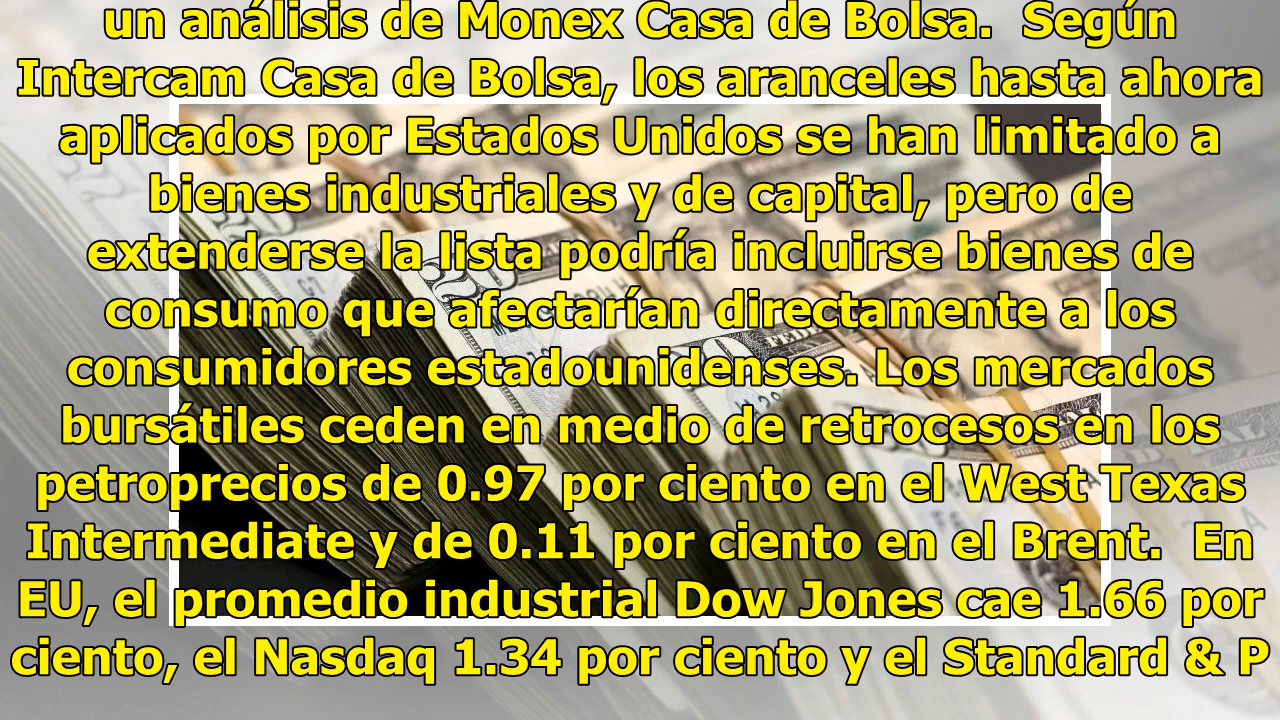 un análisis de Monex Casa de Bolsa.  Según
Intercam Casa de Bolsa, los aranceles hasta ahora
aplicados por Estados Unidos se han limitado a
bienes industriales y de capital, pero de
extenderse la lista podría incluirse bienes de
consumo que afectarían directamente a los
consumidores estadounidenses. Los mercados
bursátiles ceden en medio de retrocesos en los
petroprecios de 0.97 por ciento en el West Texas
Intermediate y de 0.11 por ciento en el Brent.  En
EU, el promedio industrial Dow Jones cae 1.66 por
ciento, el Nasdaq 1.34 por ciento y el Standard & P